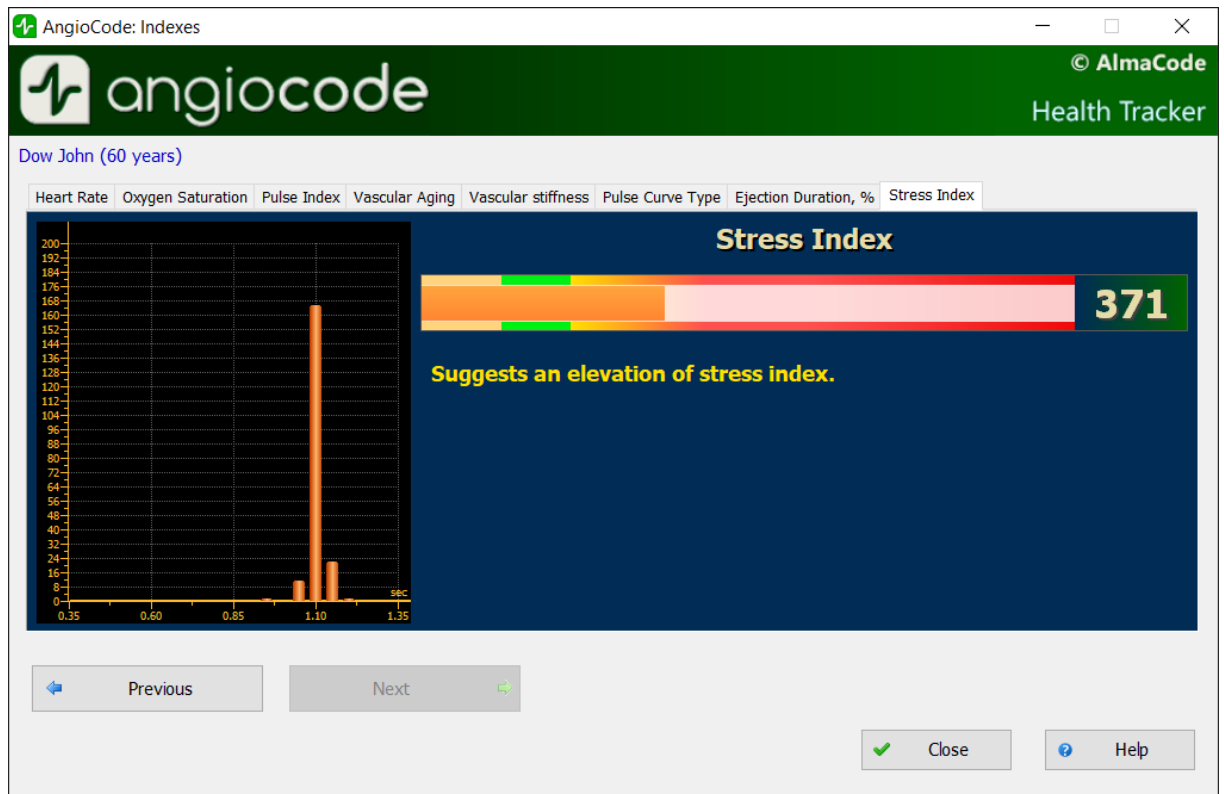 AngioCode: Indexes
angiocode
© AlmaCode
Health Tracker
Dow John (60 years)
Heart Rate Oxygen Saturation Pulse Index Vascular Aging Vascular stiffness Pulse Curve Type Ejection Duration, % Stress Index
Stress Index
371
Suggests an elevation of stress index.
200
192
184
176
168
160
152
144
136
128
120
112
104
96
88
80
72
64
56
48
40
32
24
16
8
0
sec
0.35 0.60 0.85 1.10 1.35
Previous Next
Close Help